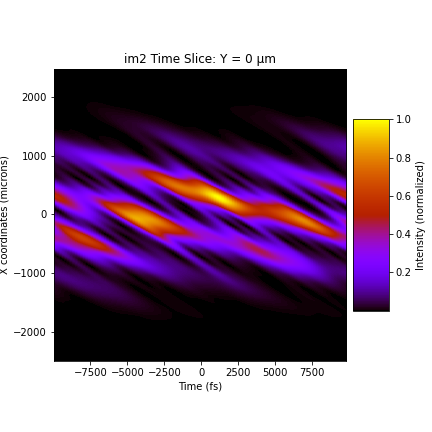 im2 Time Slice: Y = 0 µm
X coordinates (microns)
2000
1000
0
−1000
−2000
−7500 −5000 −2500 0 2500 5000 7500
Time (fs)
1.0
0.8
0.6
0.4
0.2
Intensity (normalized)